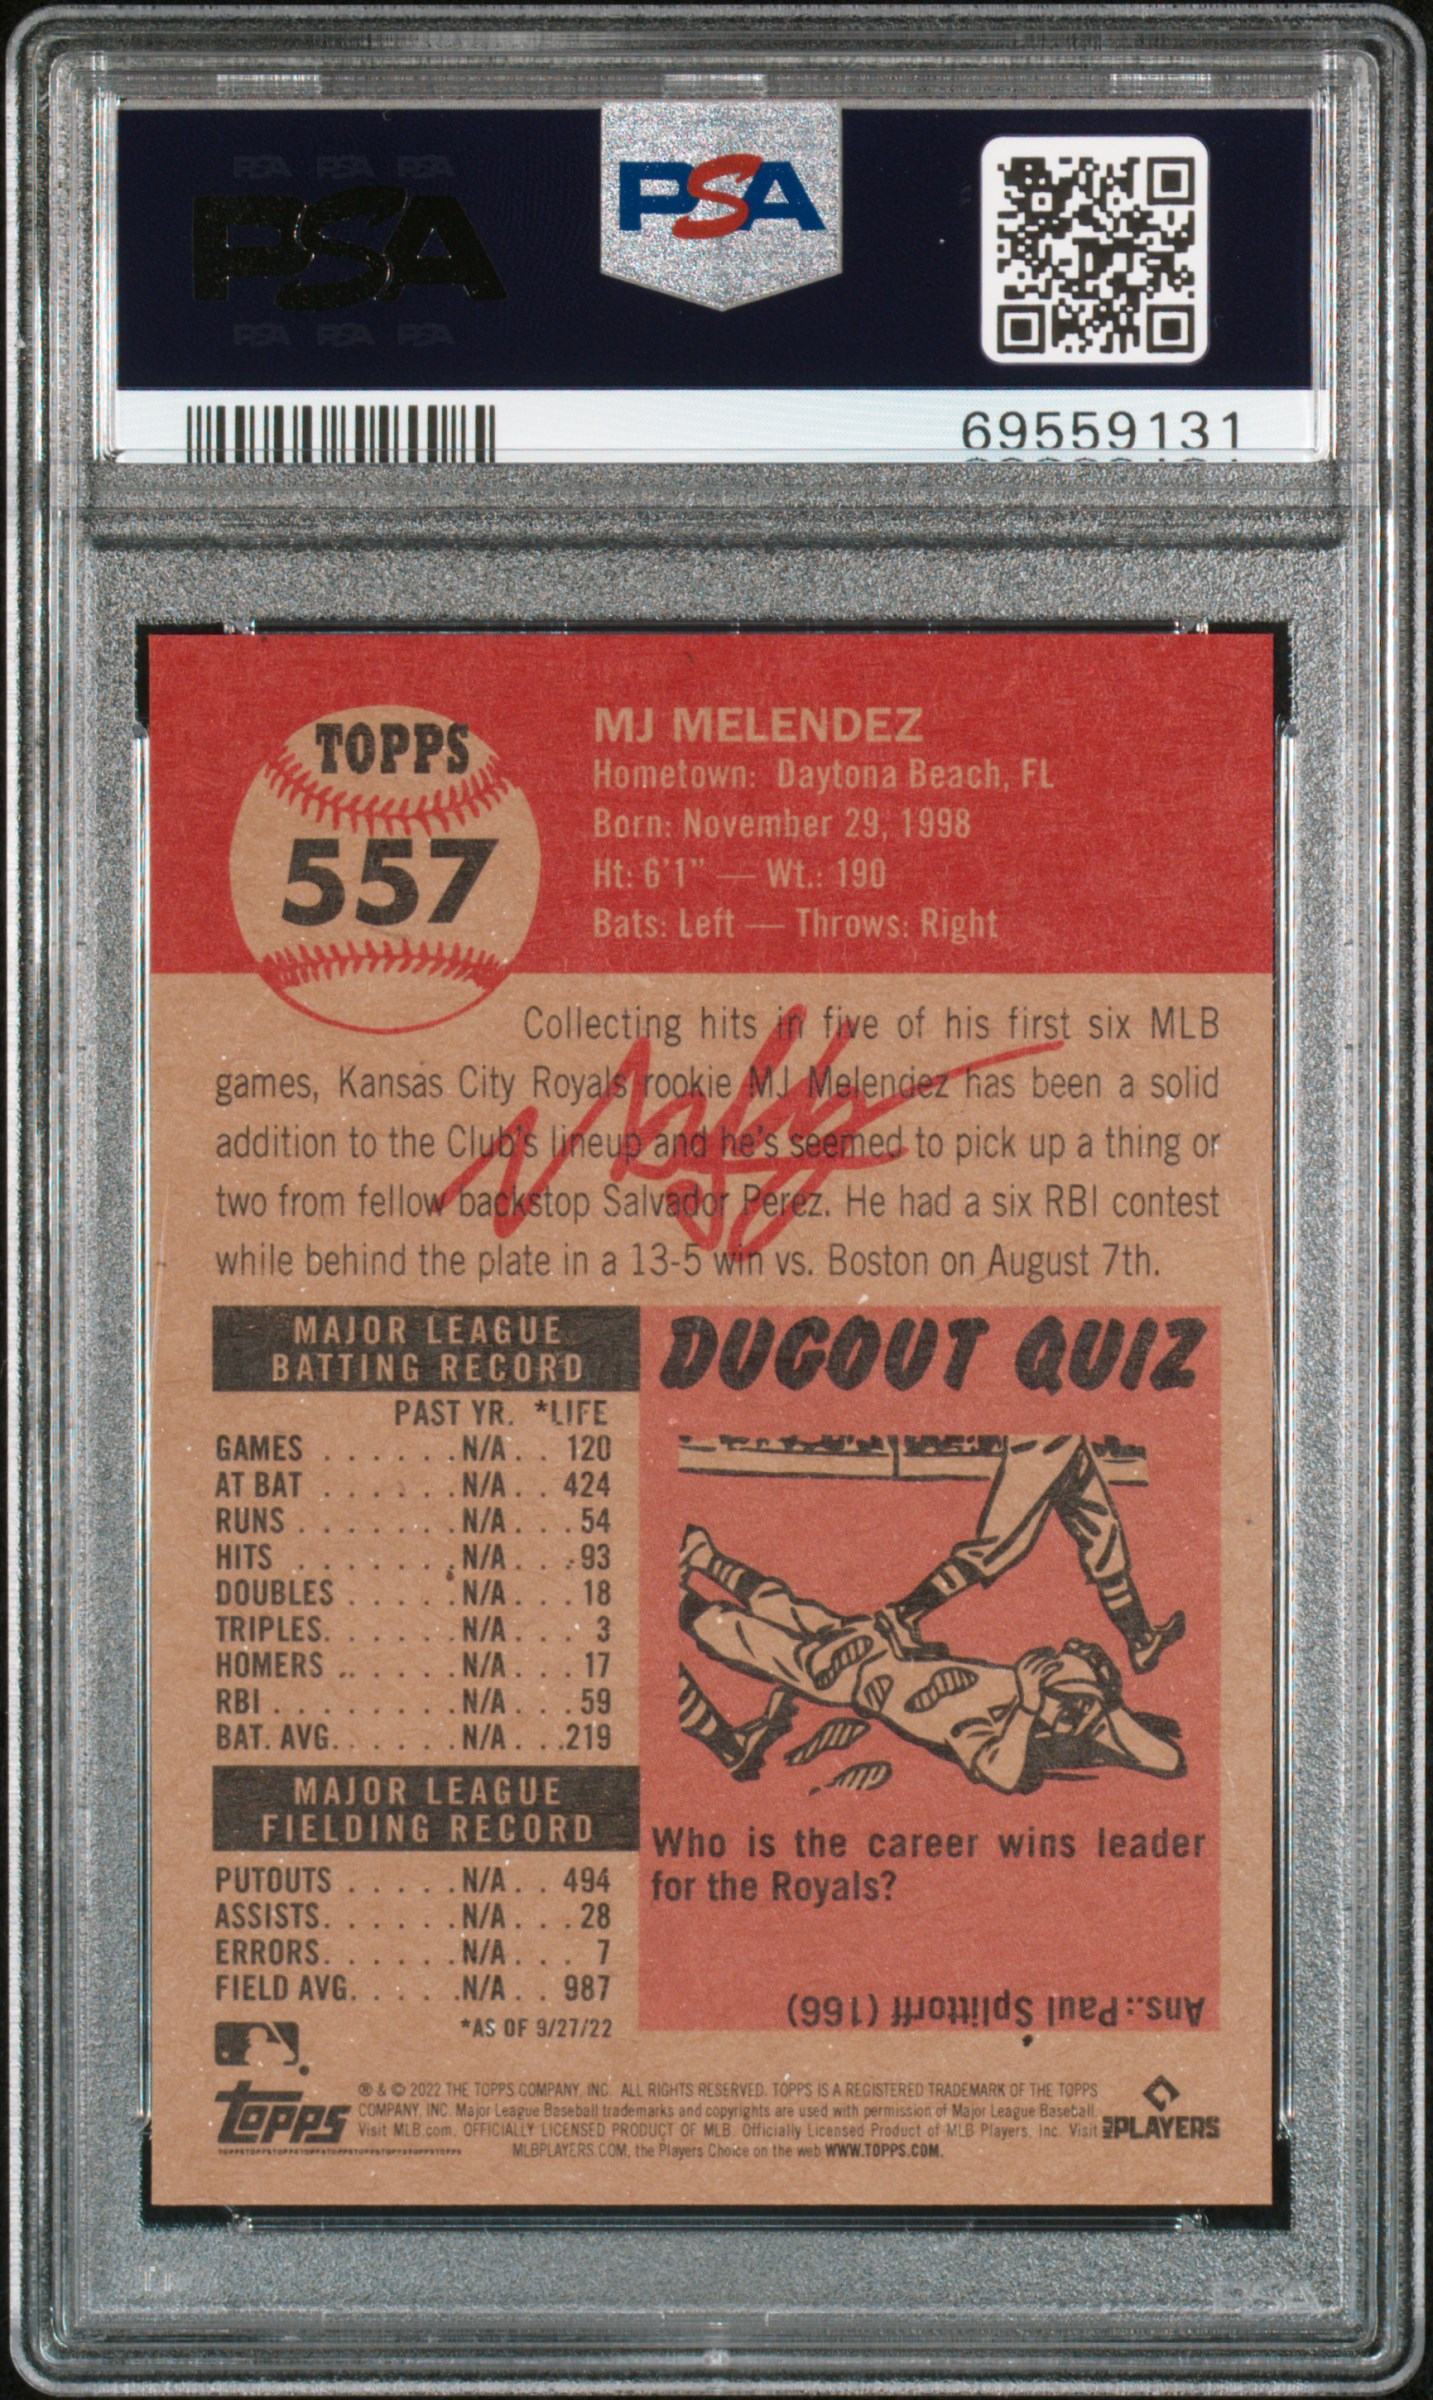 PSA PSA PSA
PSA
PSA PSA PSA
PSA
69559131
TOPPS
557
MJ MELENDEZ
Hometown: Daytona Beach, FL
Born: November 29, 1998
Ht: 6'1" — Wt.: 190
Bats: Left — Throws: Right
Collecting hits in five of his first six MLB
games, Kansas City Royals rookie MJ Melendez has been a solid
addition to the Club's lineup and he's seemed to pick up a thing or
two from fellow backstop Salvador Perez. He had a six RBI contest
while behind the plate in a 13-5 win vs. Boston on August 7th.
MAJOR LEAGUE
BATTING RECORD
PAST YR. *LIFE
GAMES . . . . . . N/A . . 120
AT BAT . . . . . . N/A . . 424
RUNS . . . . . . . N/A . . . 54
HITS . . . . . . . N/A . . . 93
DOUBLES . . . . . N/A . . . 18
TRIPLES. . . . . . N/A . . . 3
HOMERS . . . . . . N/A . . . 17
RBI . . . . . . . . N/A . . . 59
BAT. AVG. . . . . . N/A . . .219
MAJOR LEAGUE
FIELDING RECORD
PUTOUTS . . . . . N/A . . 494
ASSISTS. . . . . . N/A . . . 28
ERRORS. . . . . . N/A . . . 7
FIELD AVG. . . . . N/A . . 987
*AS OF 9/27/22
DUGOUT QUIZ
Who is the career wins leader
for the Royals?
Ans.: Paul Splittorff (166)
topps
® & © 2022 THE TOPPS COMPANY, INC. ALL RIGHTS RESERVED. TOPPS IS A REGISTERED TRADEMARK OF THE TOPPS
COMPANY, INC. Major League Baseball trademarks and copyrights are used with permission of Major League Baseball.
Visit MLB.com. OFFICIALLY LICENSED PRODUCT OF MLB. Officially Licensed Product of MLB Players, Inc. Visit
MLBPLAYERS.COM, the Players Choice on the web WWW.TOPPS.COM.
MLB PLAYERS
PSA